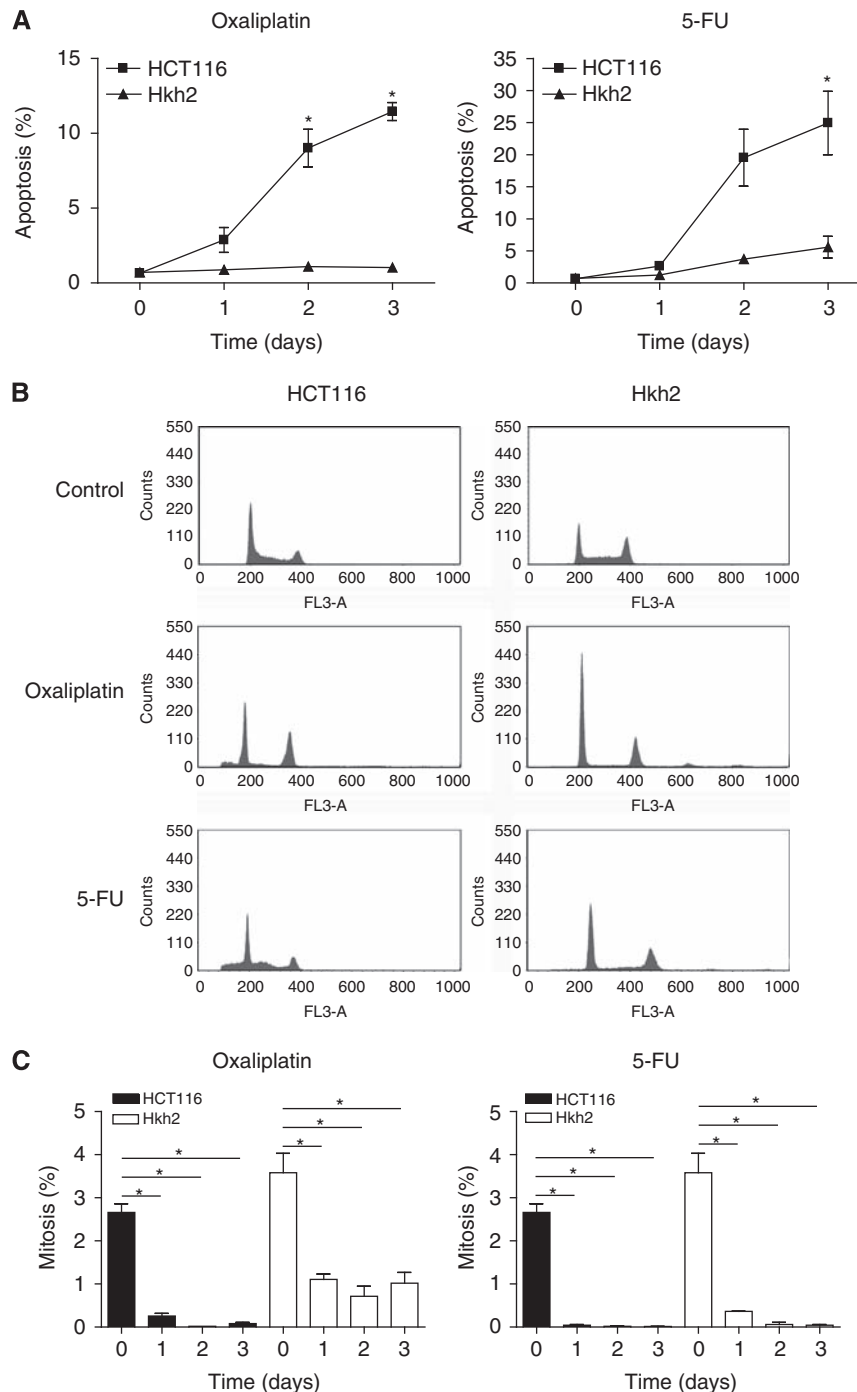 A
Oxaliplatin
15
10
5
0
Apoptosis (%)
HCT116
Hkh2
*
*
0 1 2 3
Time (days)
5-FU
35
30
25
20
15
10
5
0
Apoptosis (%)
HCT116
Hkh2
*
0 1 2 3
Time (days)
B
HCT116 Hkh2
Control
550
440
330
220
110
0
Counts
0 200 400 600 800 1000
FL3-A
550
440
330
220
110
0
Counts
0 200 400 600 800 1000
FL3-A
Oxaliplatin
550
440
330
220
110
0
Counts
0 200 400 600 800 1000
FL3-A
550
440
330
220
110
0
Counts
0 200 400 600 800 1000
FL3-A
5-FU
550
440
330
220
110
0
Counts
0 200 400 600 800 1000
FL3-A
550
440
330
220
110
0
Counts
0 200 400 600 800 1000
FL3-A
C
Oxaliplatin
HCT116
Hkh2
5
4
3
2
1
0
Mitosis (%)
*
*
*
*
*
*
0 1 2 3 0 1 2 3
Time (days)
5-FU
HCT116
Hkh2
5
4
3
2
1
0
Mitosis (%)
*
*
*
*
*
*
0 1 2 3 0 1 2 3
Time (days)